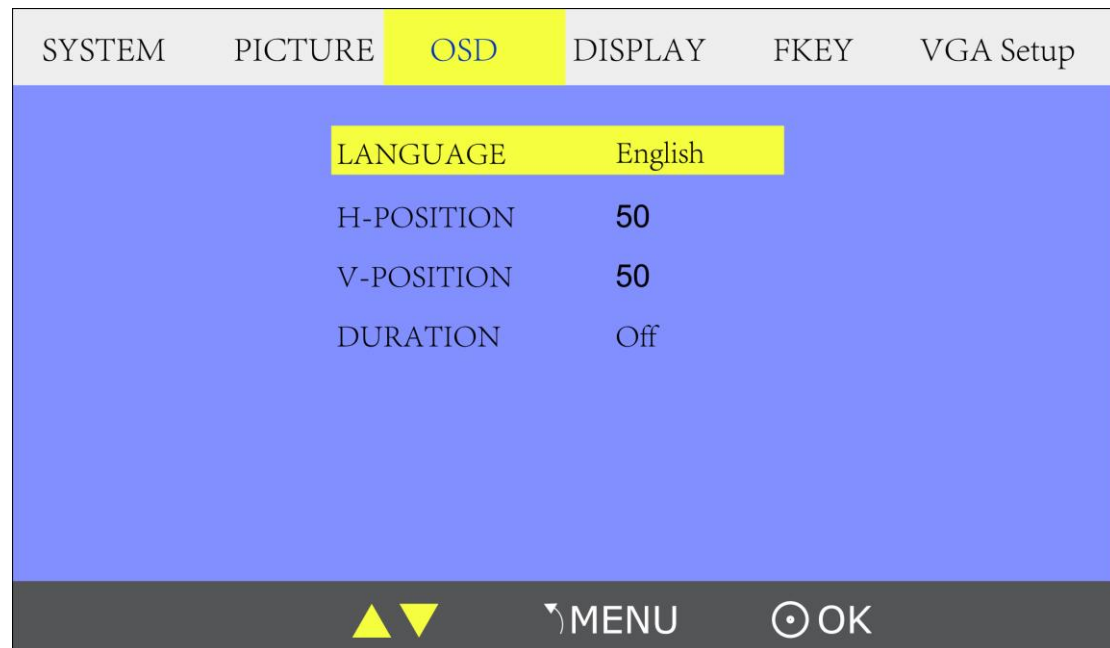 SYSTEM PICTURE OSD DISPLAY FKEY VGA Setup
LANGUAGE English
H-POSITION 50
V-POSITION 50
DURATION Off
MENU OK